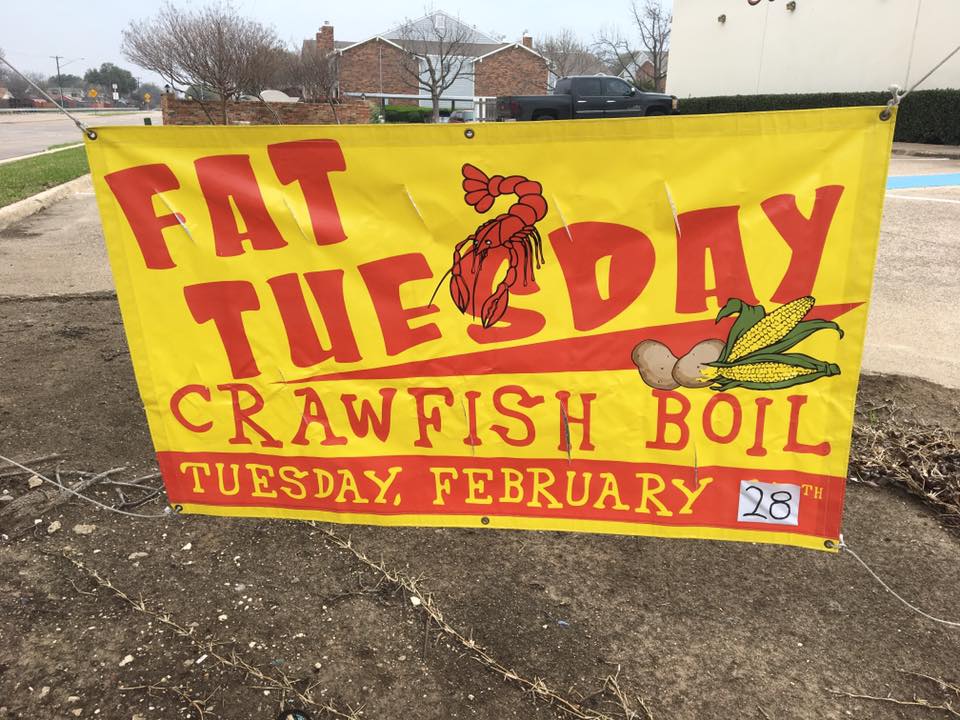 FAT
TUESDAY
CRAWFISH BOIL
TUESDAY, FEBRUARY 28TH